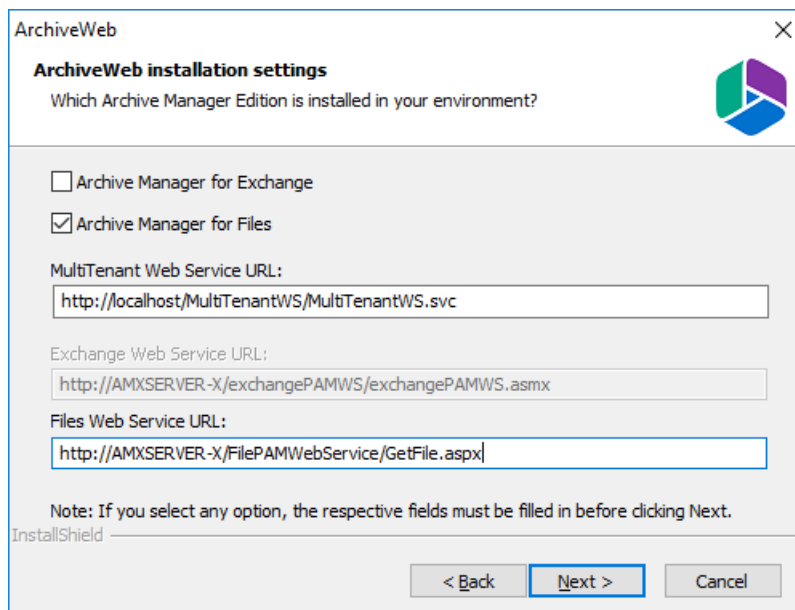 ArchiveWeb
ArchiveWeb installation settings
Which Archive Manager Edition is installed in your environment?
Archive Manager for Exchange
Archive Manager for Files
MultiTenant Web Service URL:
http://localhost/MultiTenantWS/MultiTenantWS.svc
Exchange Web Service URL:
http://AMXSERVER-X/exchangePAMWS/exchangePAMWS.asmx
Files Web Service URL:
http://AMXSERVER-X/FilePAMWebService/GetFile.aspx
Note: If you select any option, the respective fields must be filled in before clicking Next.
InstallShield
< Back Next > Cancel